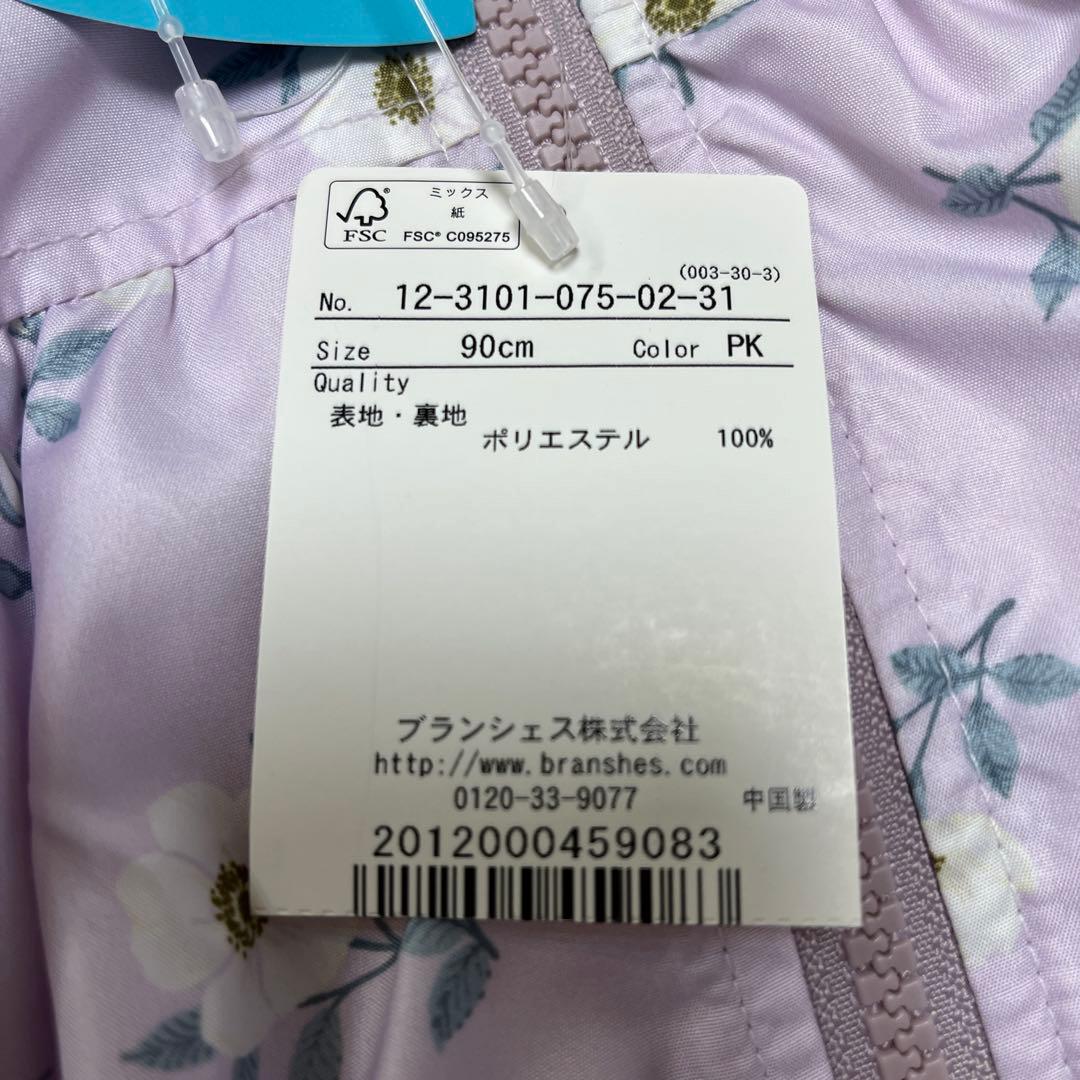 ミックス
紙
FSC® C095275
FSC
(003-30-3)
No. 12-3101-075-02-31
Size 90cm Color PK
Quality
表地・裏地
ポリエステル 100%
ブランシェス株式会社
http://www.branshes.com
0120-33-9077 中国製
2012000459083